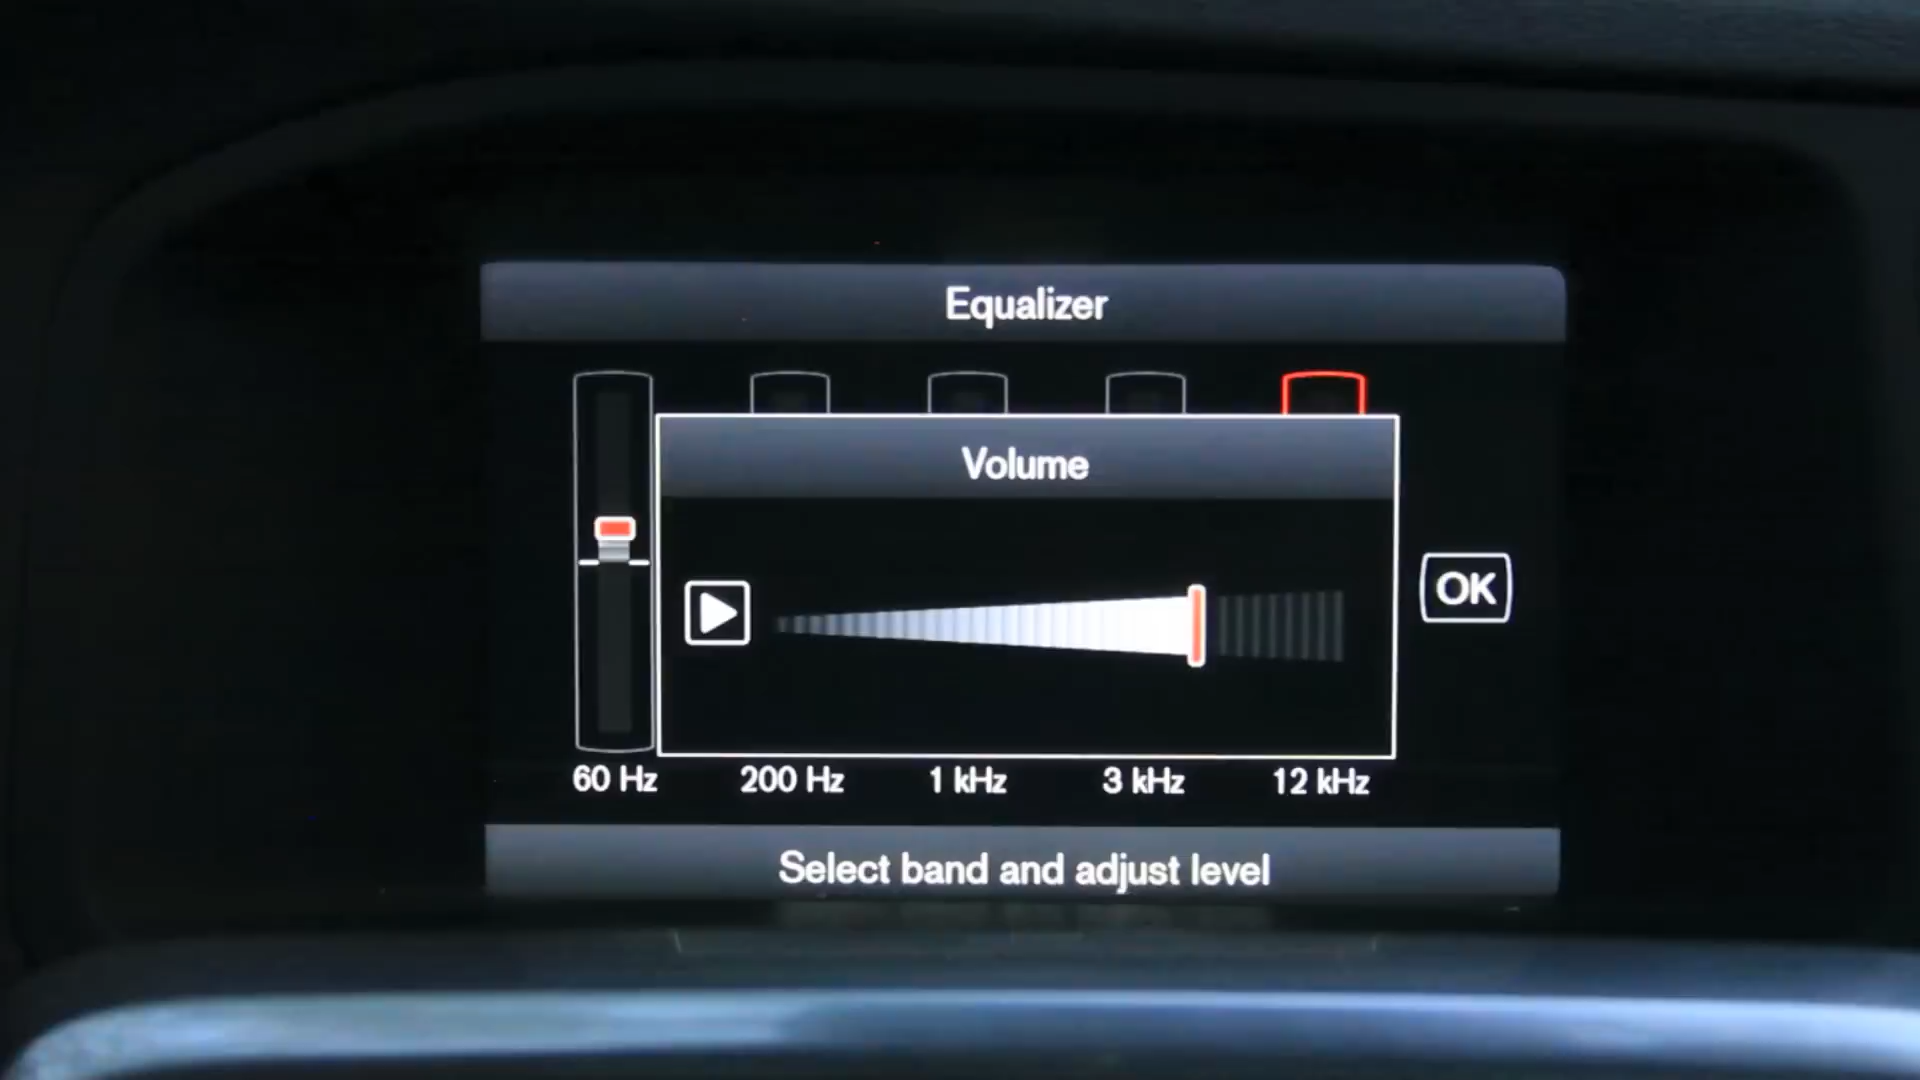 Equalizer
Volume
OK
60 Hz 200 Hz 1 kHz 3 kHz 12 kHz
Select band and adjust level